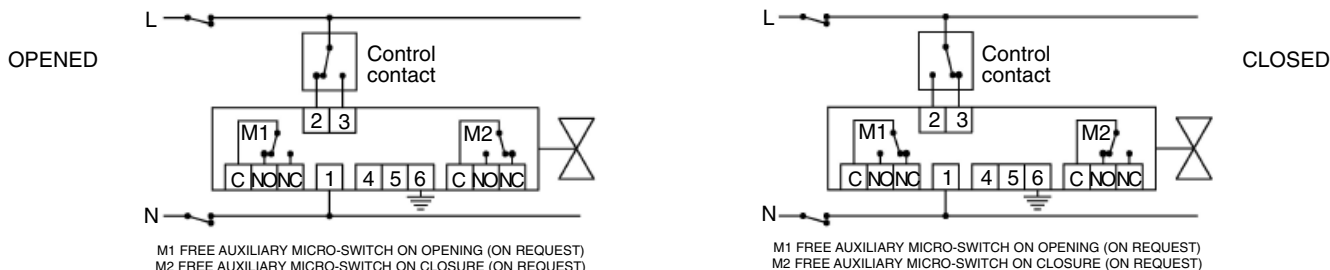 L
OPENED
Control
contact
2 3
M1
M2
C NO NC 1 4 5 6 C NO NC
N
M1 FREE AUXILIARY MICRO-SWITCH ON OPENING (ON REQUEST)
M2 FREE AUXILIARY MICRO-SWITCH ON CLOSURE (ON REQUEST)
L
CLOSED
Control
contact
2 3
M1
M2
C NO NC 1 4 5 6 C NO NC
N
M1 FREE AUXILIARY MICRO-SWITCH ON OPENING (ON REQUEST)
M2 FREE AUXILIARY MICRO-SWITCH ON CLOSURE (ON REQUEST)